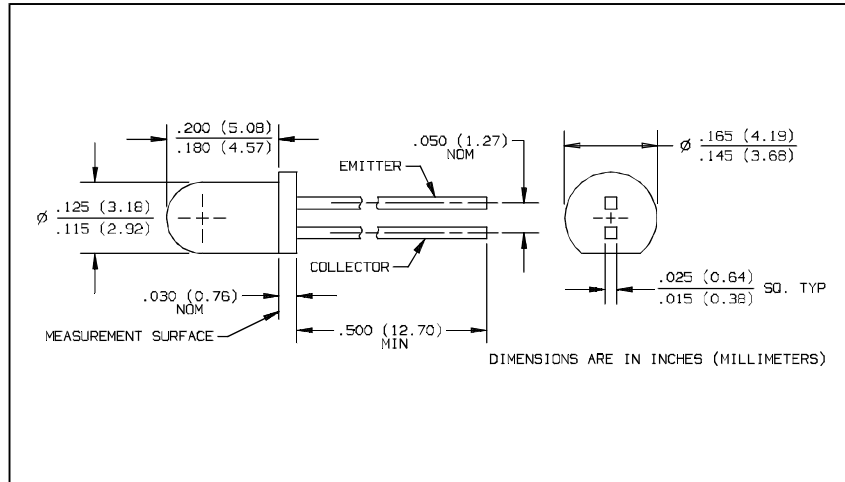 .200 (5.08)
.180 (4.57)
.050 (1.27)
NOM
EMITTER
Ø .165 (4.19)
.145 (3.68)
Ø .125 (3.18)
.115 (2.92)
COLLECTOR
.030 (0.76)
NOM
.025 (0.64)
.015 (0.38) SQ. TYP
MEASUREMENT SURFACE
.500 (12.70)
MIN
DIMENSIONS ARE IN INCHES (MILLIMETERS)